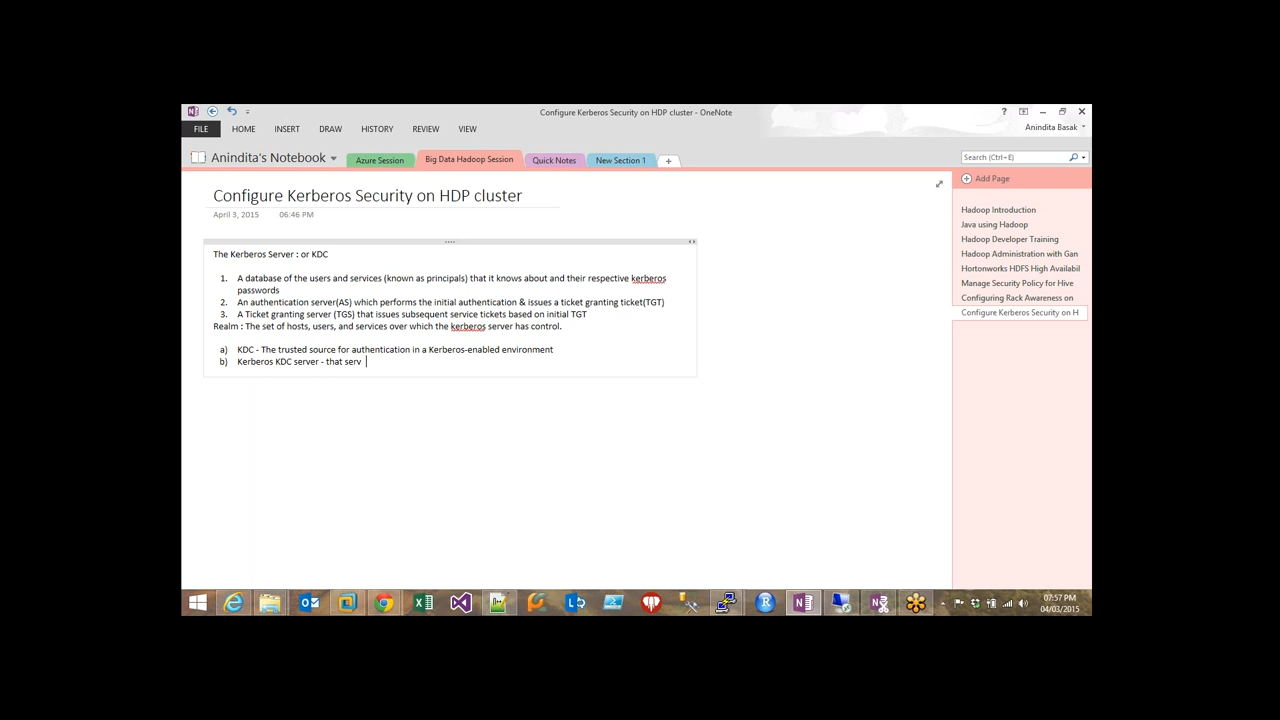 Configure Kerberos Security on HDP cluster - OneNote
FILE HOME INSERT DRAW HISTORY REVIEW VIEW
Anindita Basak
Anindita's Notebook
Azure Session
Big Data Hadoop Session
Quick Notes
New Section 1
Search (Ctrl+E)
Configure Kerberos Security on HDP cluster
April 3, 2015 06:46 PM
The Kerberos Server : or KDC
1. A database of the users and services (known as principals) that it knows about and their respective kerberos
passwords
2. An authentication server(AS) which performs the initial authentication & issues a ticket granting ticket(TGT)
3. A Ticket granting server (TGS) that issues subsequent service tickets based on initial TGT
Realm : The set of hosts, users, and services over which the kerberos server has control.
a) KDC - The trusted source for authentication in a Kerberos-enabled environment
b) Kerberos KDC server - that serv
Add Page
Hadoop Introduction
Java using Hadoop
Hadoop Developer Training
Hadoop Administration with Gan
Hortonworks HDFS High Availabil
Manage Security Policy for Hive
Configuring Rack Awareness on
Configure Kerberos Security on H
07:57 PM
04/03/2015